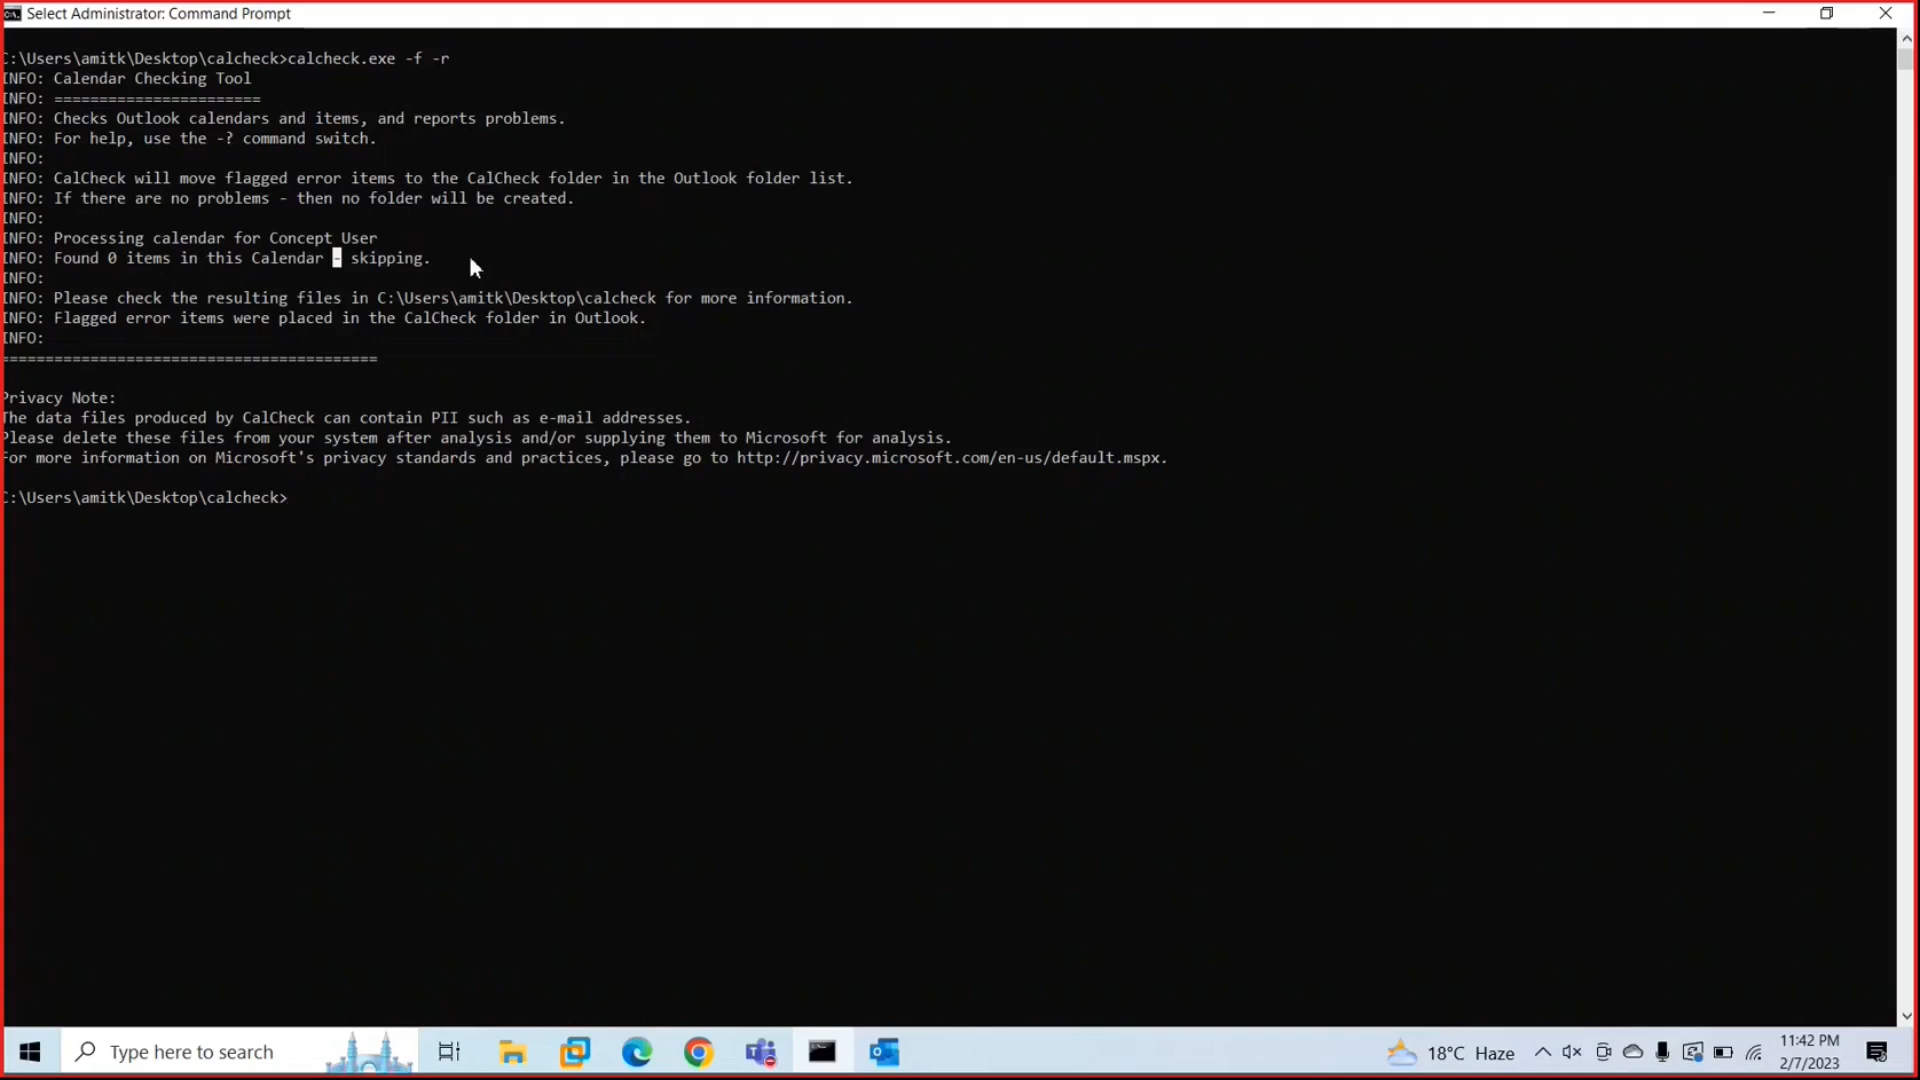 Select Administrator: Command Prompt
C:\Users\amitk\Desktop\calcheck>calcheck.exe -f -r
INFO: Calendar Checking Tool
INFO: =======================
INFO: Checks Outlook calendars and items, and reports problems.
INFO: For help, use the -? command switch.
INFO:
INFO: CalCheck will move flagged error items to the CalCheck folder in the Outlook folder list.
INFO: If there are no problems - then no folder will be created.
INFO:
INFO: Processing calendar for Concept User
INFO: Found 0 items in this Calendar - skipping.
INFO:
INFO: Please check the resulting files in C:\Users\amitk\Desktop\calcheck for more information.
INFO: Flagged error items were placed in the CalCheck folder in Outlook.
INFO:
==========================================
Privacy Note:
The data files produced by CalCheck can contain PII such as e-mail addresses.
Please delete these files from your system after analysis and/or supplying them to Microsoft for analysis.
For more information on Microsoft's privacy standards and practices, please go to http://privacy.microsoft.com/en-us/default.mspx.
C:\Users\amitk\Desktop\calcheck>
Type here to search
18°C Haze
11:42 PM
2/7/2023